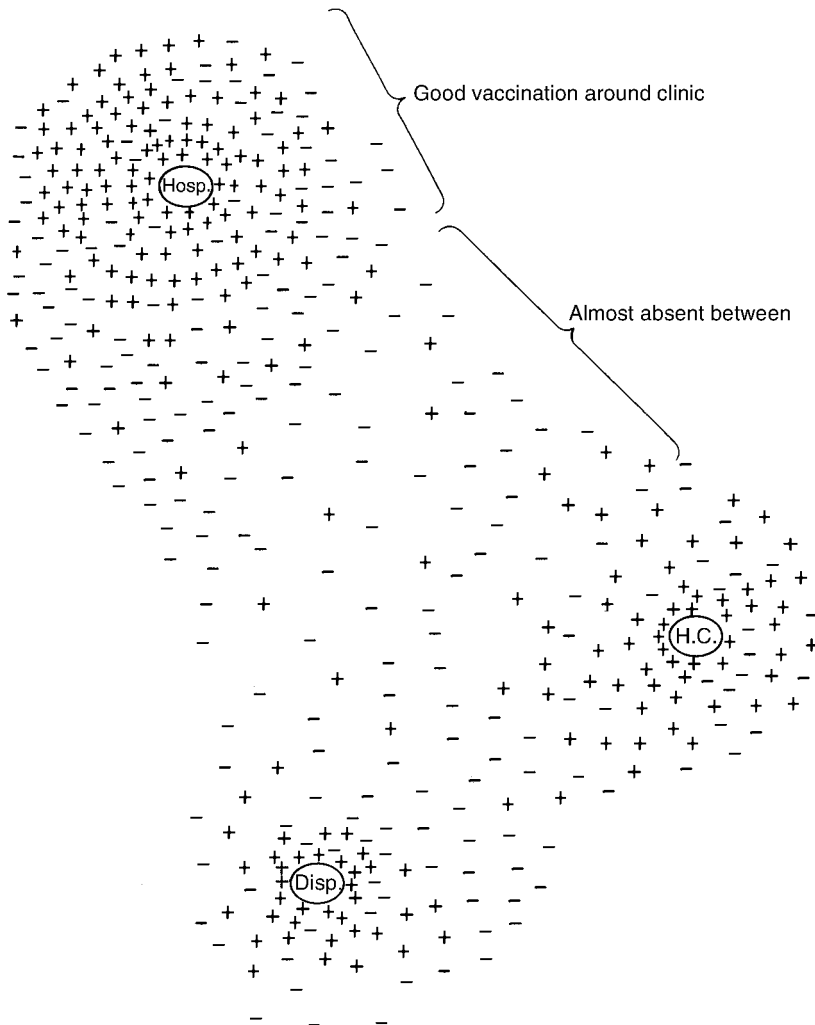 Good vaccination around clinic
Hosp.
Almost absent between
H.C.
Disp.